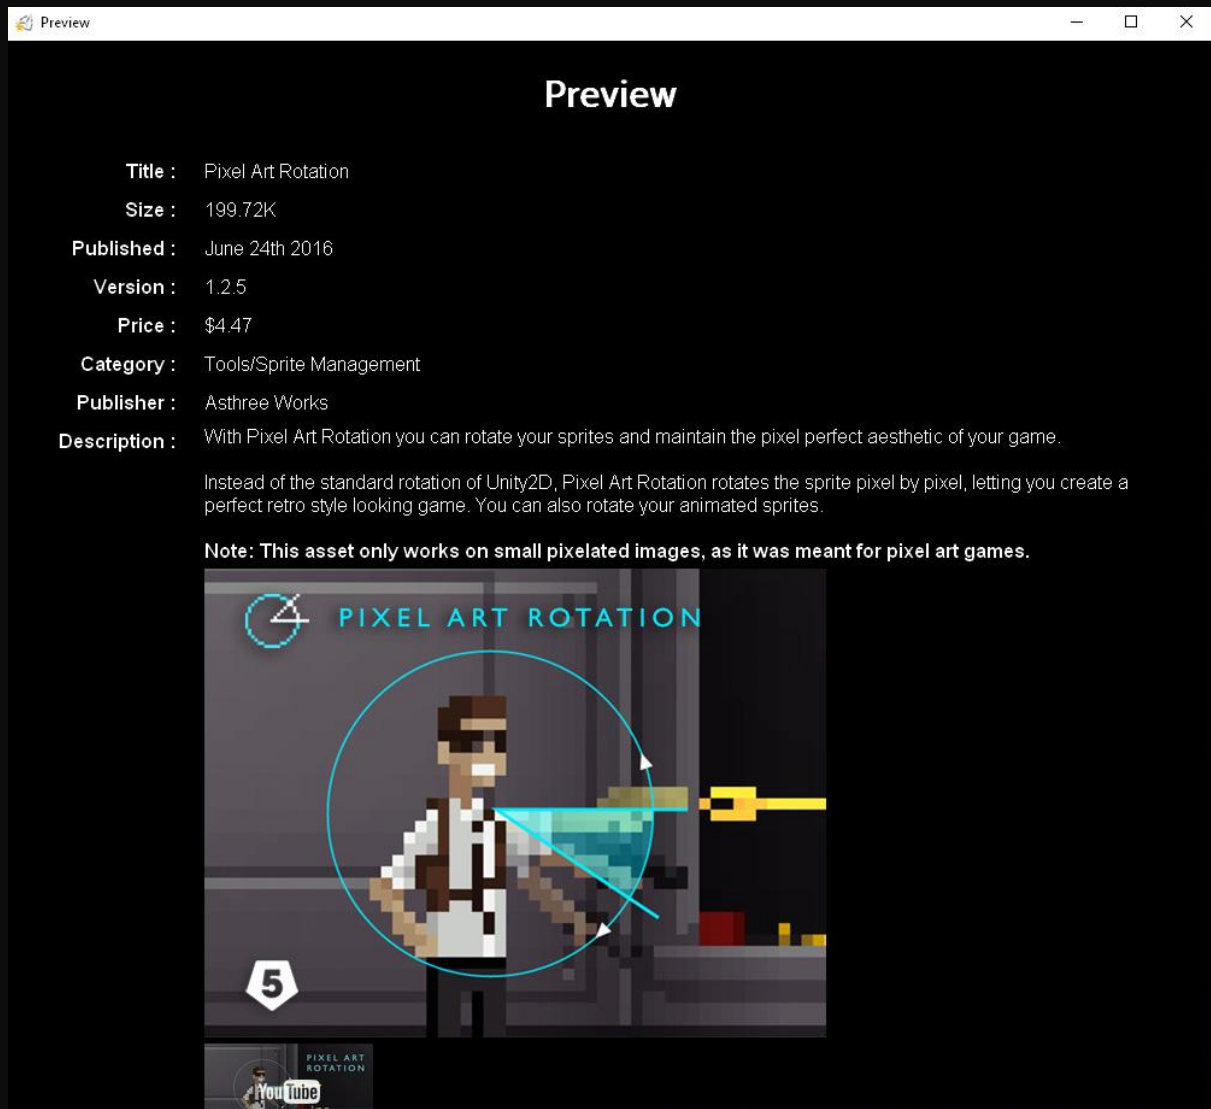 Preview
Preview
Title : Pixel Art Rotation
Size : 199.72K
Published : June 24th 2016
Version : 1.2.5
Price : $4.47
Category : Tools/Sprite Management
Publisher : Asthree Works
Description : With Pixel Art Rotation you can rotate your sprites and maintain the pixel perfect aesthetic of your game.
Instead of the standard rotation of Unity2D, Pixel Art Rotation rotates the sprite pixel by pixel, letting you create a
perfect retro style looking game. You can also rotate your animated sprites.
Note: This asset only works on small pixelated images, as it was meant for pixel art games.
PIXEL ART ROTATION
5
PIXEL ART
ROTATION
YouTube